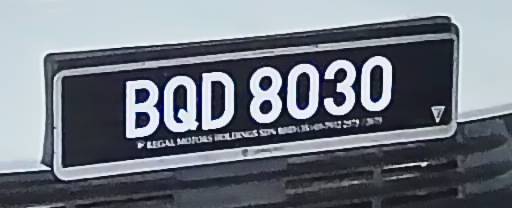 BQD 8030
REGAL MOTORS HOLDINGS SDN BHD